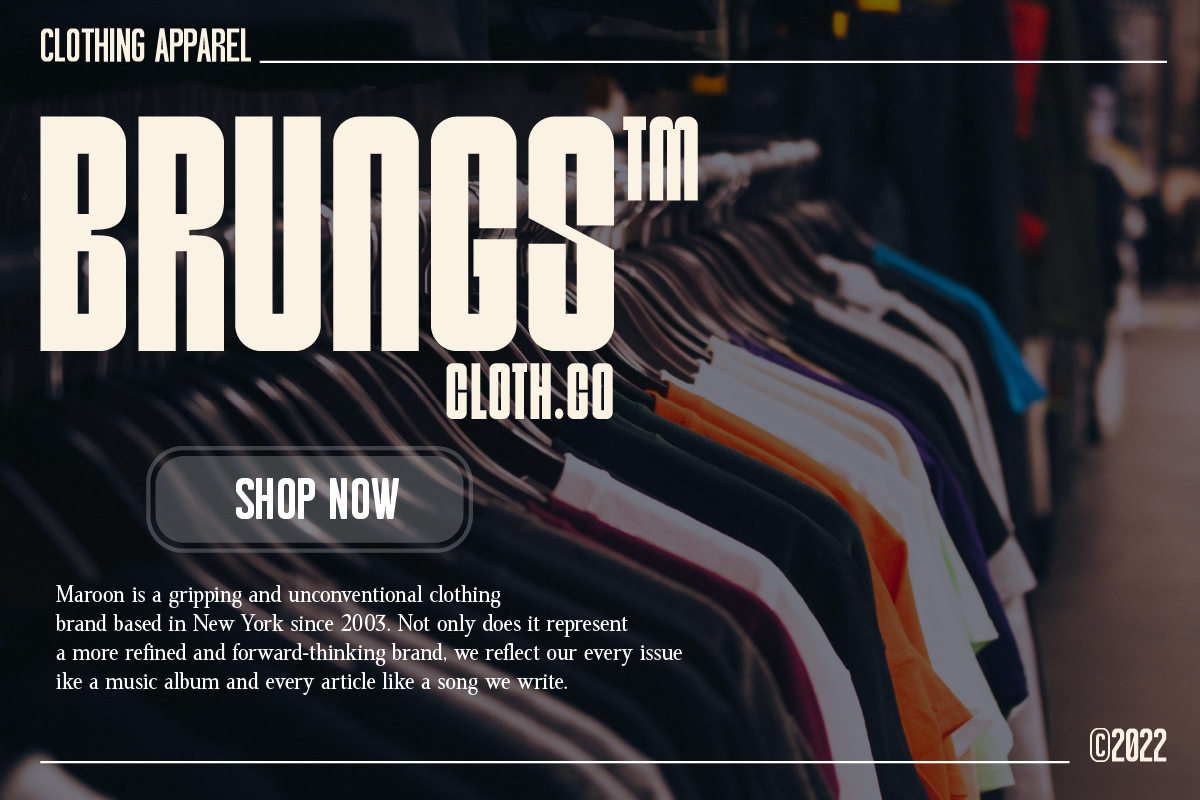 CLOTHING APPAREL
BRUNGS™
CLOTH.CO
SHOP NOW
Maroon is a gripping and unconventional clothing
brand based in New York since 2003. Not only does it represent
a more refined and forward-thinking brand, we reflect our every issue
ike a music album and every article like a song we write.
©2022